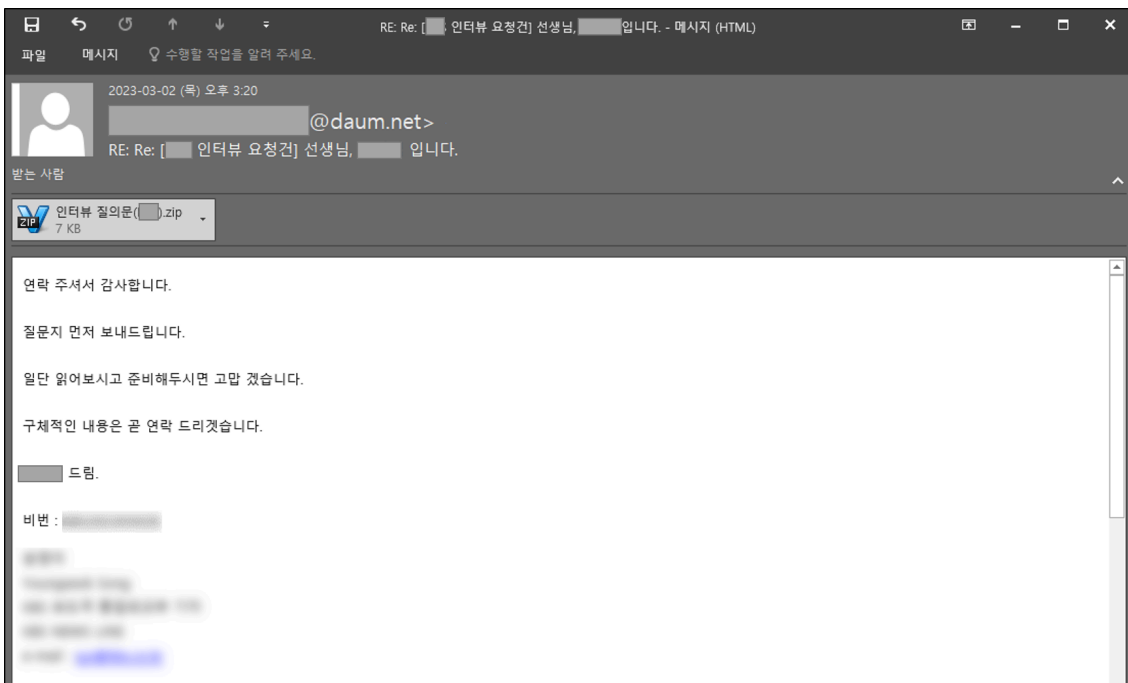 RE: Re: [ 인터뷰 요청건] 선생님, 입니다. - 메시지 (HTML)
파일 메시지 수행할 작업을 알려 주세요.
2023-03-02 (목) 오후 3:20
@daum.net>
RE: Re: [ 인터뷰 요청건] 선생님, 입니다.
받는 사람
ZIP
인터뷰 질의문( ).zip
7 KB
연락 주셔서 감사합니다.
질문지 먼저 보내드립니다.
일단 읽어보시고 준비해두시면 고맙 겠습니다.
구체적인 내용은 곧 연락 드리겟습니다.
드림.
비번 :